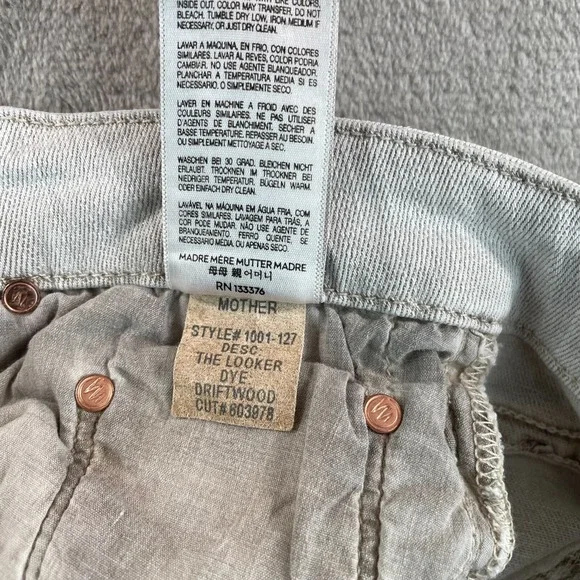 INSIDE OUT, COLOR MAY TRANSFER, DO NOT
BLEACH. TUMBLE DRY LOW, IRON, MEDIUM IF
NECESSARY, OR JUST DRY CLEAN.
LAVAR A MAQUINA, EN FRIO, CON COLORES
SIMILARES. LAVAR AL REVES, COLOR PODRIA
CAMBIAR. NO USE AGENTE BLANQUEADOR.
PLANCHAR A TEMPERATURA MEDIA SI ES
NECESARIO. O SIMPLEMENTE SECO.
LAVER EN MACHINE A FROID AVEC DES
COULEURS SIMILAIRES. NE PAS UTILISER
D'AGENTS DE BLANCHIMENT. SÉCHER A
BASSE TEMPERATURE. REPASSER AU BESOIN
OU SIMPLEMENT METTOYAGE A SEC.
WASCHEN BEI 30 GRAD. BLEICHEN NICHT
ERLAUBT. TROCKNEN IM TROCKNER BEI
NIEDRIGER TEMPERATUR. BÜGELN WARM.
ODER EINFACH DRY CLEAN.
LAVÁVEL NA MÁQUINA EM ÁGUA FRIA, COM
CORES SIMILARES. LAVAGEM PARA TRÁS, A
COR PODE MUDAR. NÃO USE AGENTE DE
BRANQUEAMENTO. FERRO QUENTE, SE
NECESSÁRIO MEDIA, OU APENAS SECO.
MADRE MÈRE MUTTER MADRE
母母 親 어머니
RN 133376
MOTHER
STYLE# 1001-127
DESC
THE LOOKER
DYE
DRIFTWOOD
CUT# 603978